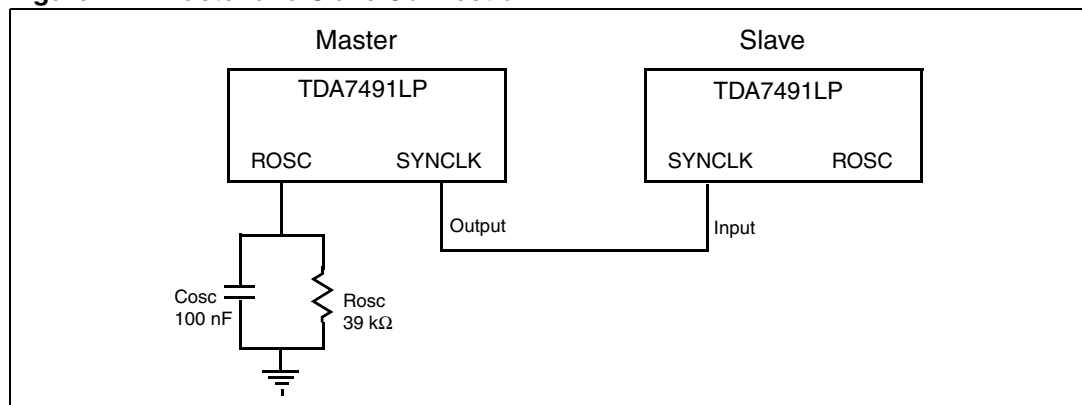 Master
Slave
TDA7491LP
TDA7491LP
ROSC
SYNCLK
SYNCLK
ROSC
Output
Input
Cosc
100 nF
Rosc
39 kΩ